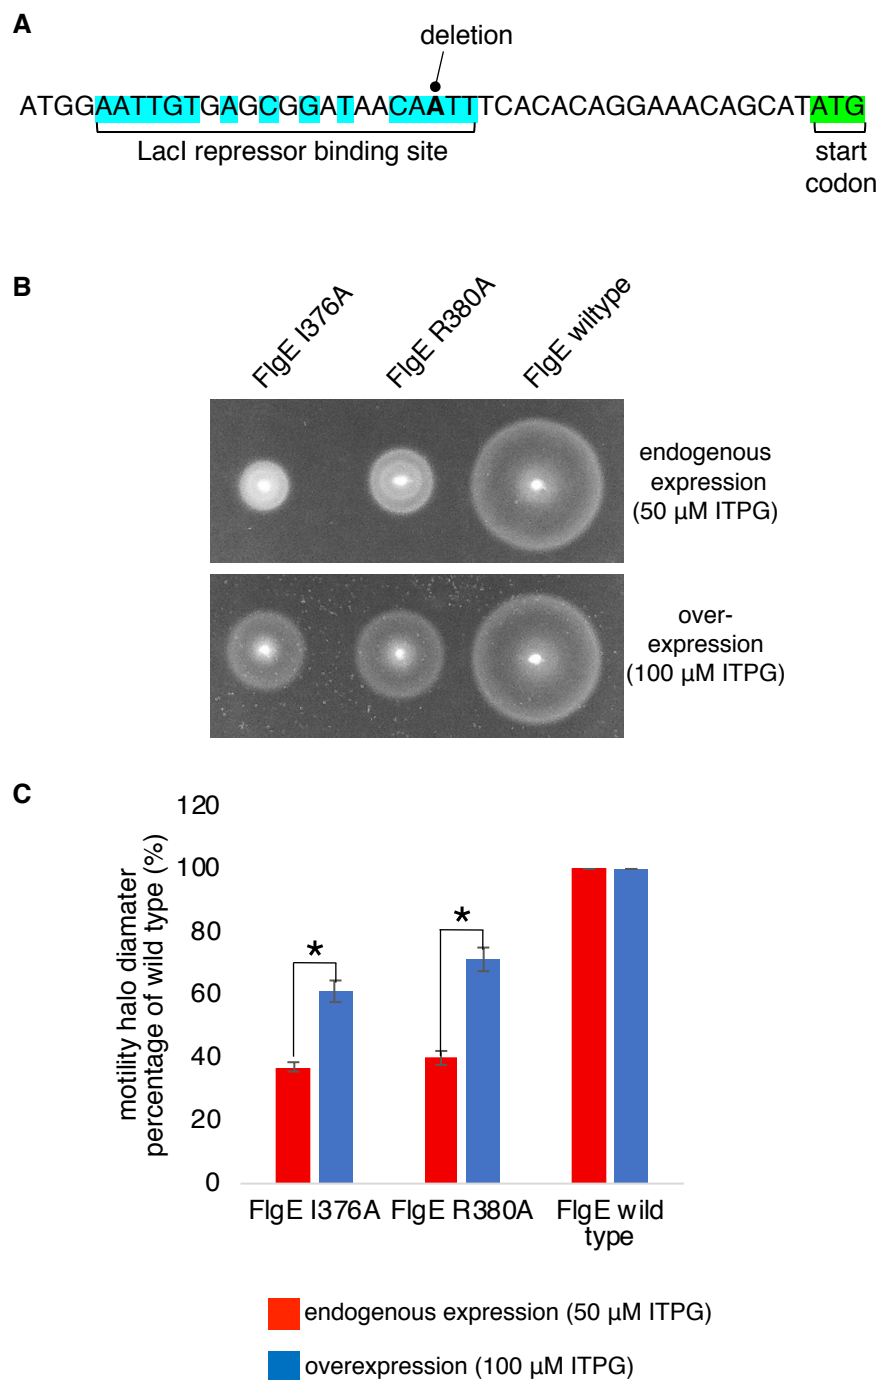 A
deletion
ATGGAATTGTGAGCGGATAACAATTTCACACAGGAAACAGCATATG
LacI repressor binding site
start
codon
B
FlgE I376A
FlgE R380A
FlgE wiltype
endogenous
expression
(50 µM ITPG)
over-
expression
(100 µM ITPG)
C
motility halo diamater
percentage of wild type (%)
120
100
80
60
40
20
0
*
*
FlgE I376A
FlgE R380A
FlgE wild
type
endogenous expression (50 µM ITPG)
overexpression (100 µM ITPG)